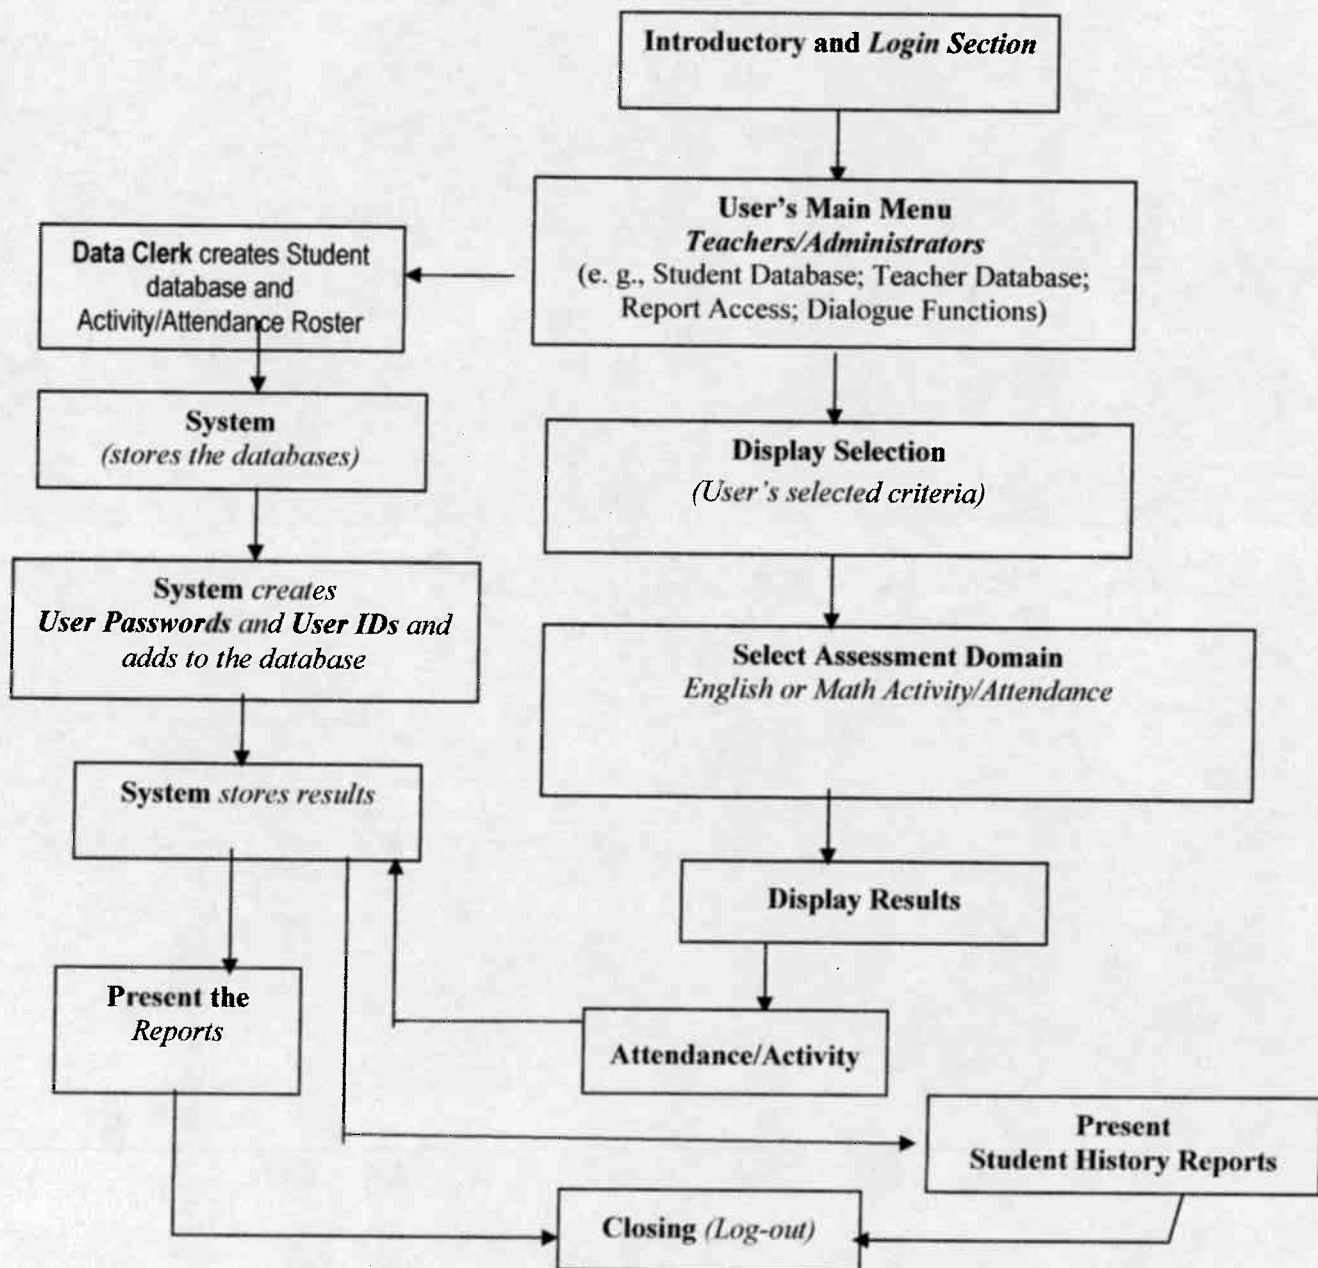 Introductory and Login Section
User's Main Menu
Teachers/Administrators
(e. g., Student Database; Teacher Database;
Report Access; Dialogue Functions)
Data Clerk creates Student
database and
Activity/Attendance Roster
System
(stores the databases)
Display Selection
(User's selected criteria)
System creates
User Passwords and User IDs and
adds to the database
Select Assessment Domain
English or Math Activity/Attendance
System stores results
Display Results
Present the
Reports
Attendance/Activity
Present
Student History Reports
Closing (Log-out)